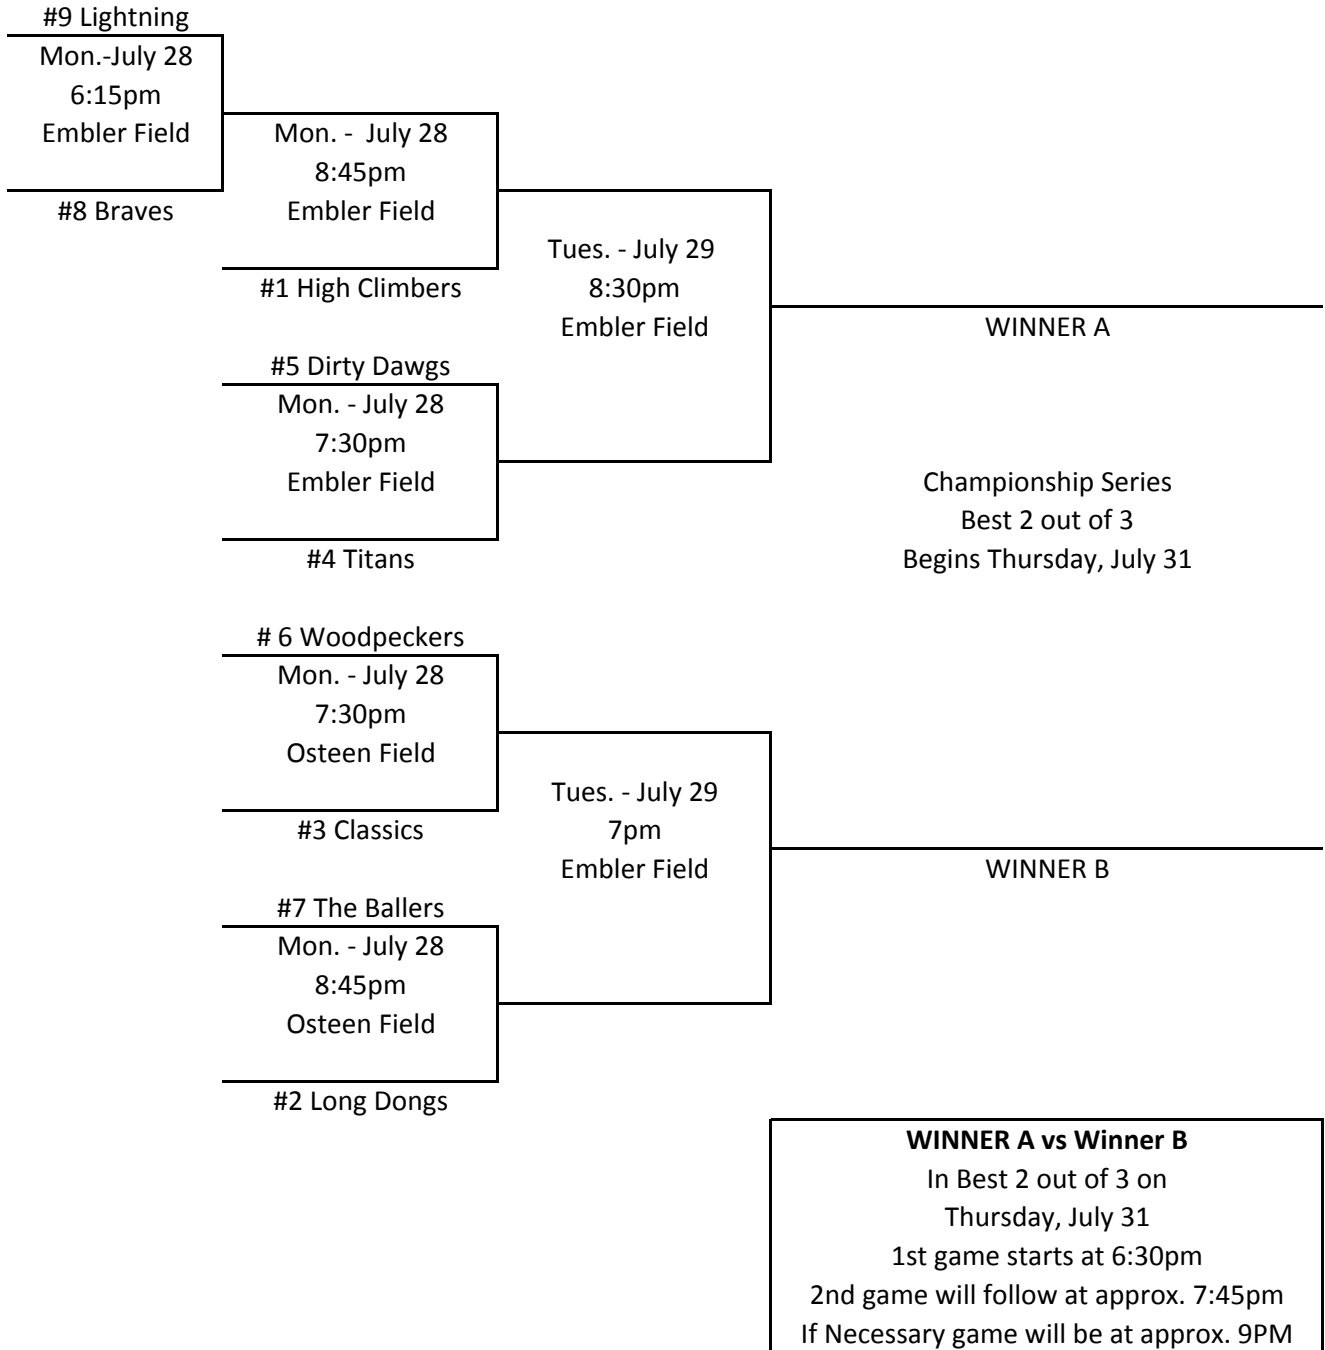 #9 Lightning
Mon.-July 28
6:15pm
Embler Field
#8 Braves
Mon. - July 28
8:45pm
Embler Field
#1 High Climbers
Tues. - July 29
8:30pm
Embler Field
WINNER A
#5 Dirty Dawgs
Mon. - July 28
7:30pm
Embler Field
#4 Titans
Championship Series
Best 2 out of 3
Begins Thursday, July 31
# 6 Woodpeckers
Mon. - July 28
7:30pm
Osteen Field
#3 Classics
Tues. - July 29
7pm
Embler Field
WINNER B
#7 The Ballers
Mon. - July 28
8:45pm
Osteen Field
#2 Long Dongs
WINNER A vs Winner B
In Best 2 out of 3 on
Thursday, July 31
1st game starts at 6:30pm
2nd game will follow at approx. 7:45pm
If Necessary game will be at approx. 9PM